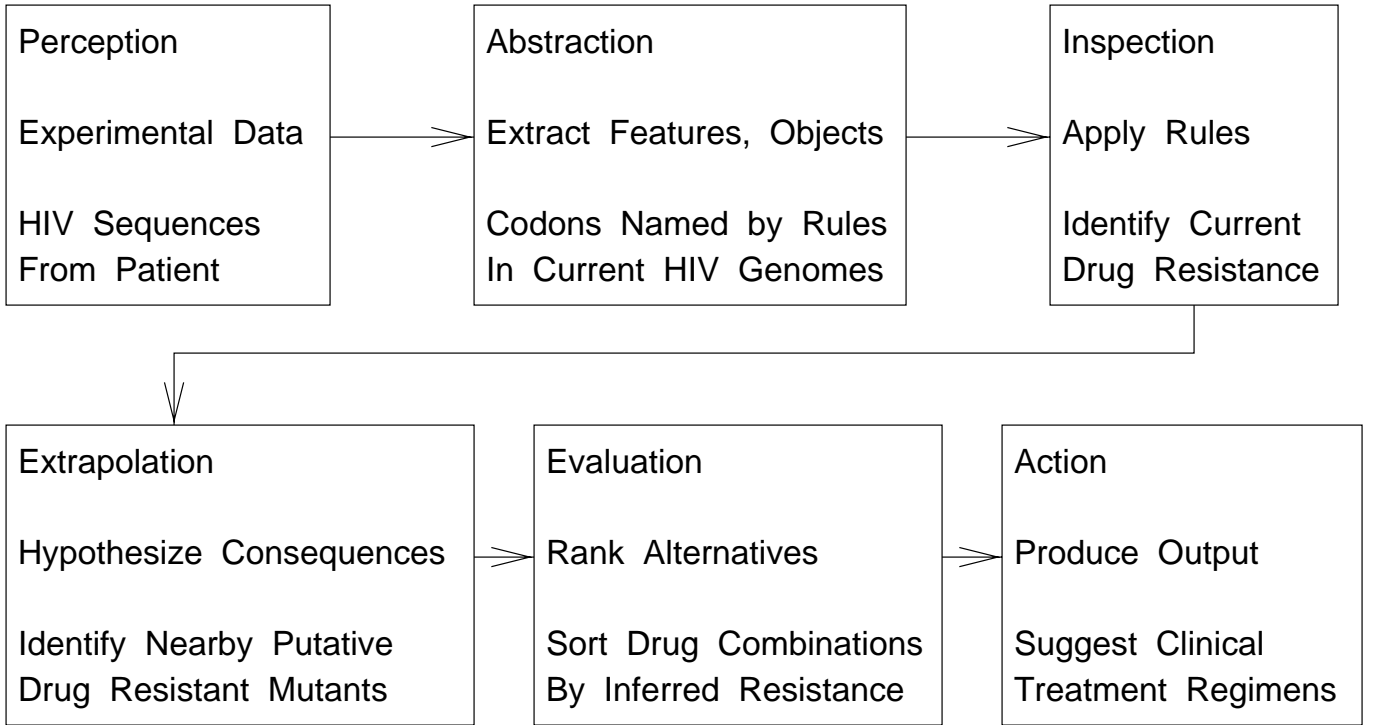 Perception
Experimental Data
HIV Sequences
From Patient
Abstraction
Extract Features, Objects
Codons Named by Rules
In Current HIV Genomes
Inspection
Apply Rules
Identify Current
Drug Resistance
Extrapolation
Hypothesize Consequences
Identify Nearby Putative
Drug Resistant Mutants
Evaluation
Rank Alternatives
Sort Drug Combinations
By Inferred Resistance
Action
Produce Output
Suggest Clinical
Treatment Regimens